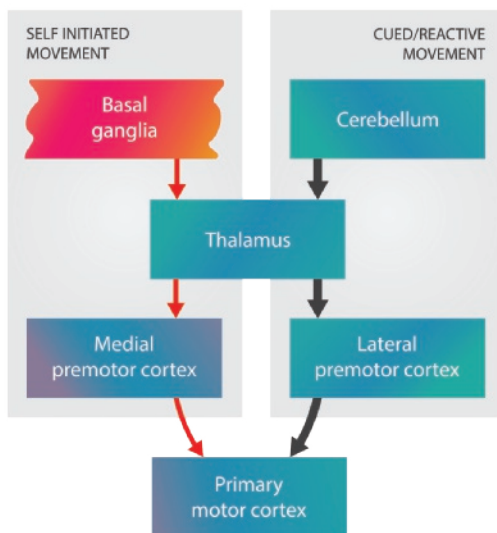 SELF INITIATED
MOVEMENT
CUED/REACTIVE
MOVEMENT
Basal
ganglia
Cerebellum
Thalamus
Medial
premotor cortex
Lateral
premotor cortex
Primary
motor cortex